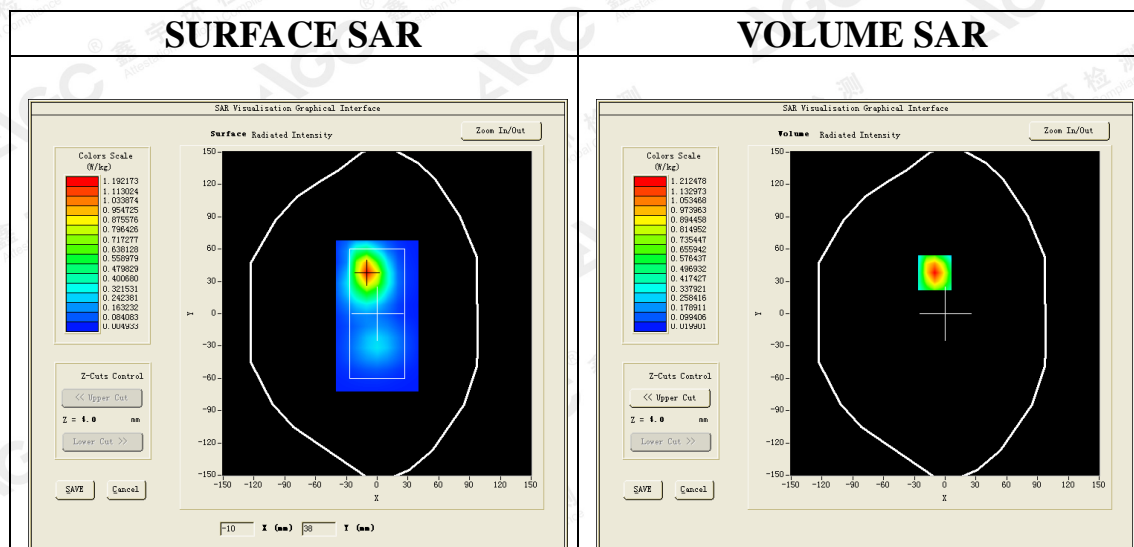 SURFACE SAR
VOLUME SAR
SAR Visualisation Graphical Interface
Surface Radiated Intensity
Zoom In/Out
Colors Scale
(W/kg)
1.192173
1.113024
1.033874
0.954725
0.875576
0.796426
0.717277
0.638128
0.558979
0.479829
0.400680
0.321531
0.242381
0.163232
0.084083
0.004933
150
120
90
60
30
0
-30
-60
-90
-120
-150
Y
-150 -120 -90 -60 -30 0 30 60 90 120 150
X
Z-Cuts Control
<< Upper Cut
Z = 4.0 mm
Lower Cut >>
SAVE Cancel
-10 X (mm) 38 Y (mm)
SAR Visualisation Graphical Interface
Volume Radiated Intensity
Zoom In/Out
Colors Scale
(W/kg)
1.212478
1.132973
1.053468
0.973963
0.894458
0.814952
0.735447
0.655942
0.576437
0.496932
0.417427
0.337921
0.258416
0.178911
0.099406
0.019901
150
120
90
60
30
0
-30
-60
-90
-120
-150
Y
-150 -120 -90 -60 -30 0 30 60 90 120 150
X
Z-Cuts Control
<< Upper Cut
Z = 4.0 mm
Lower Cut >>
SAVE Cancel